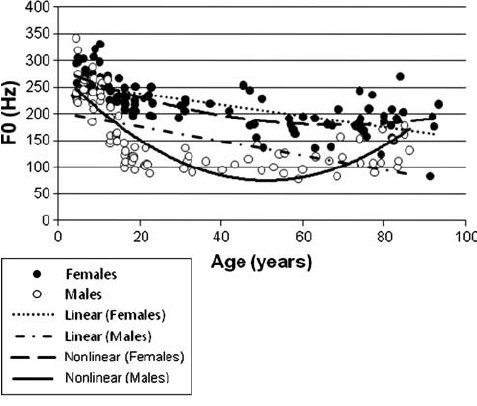 400
350
300
250
200
150
100
50
0
F0 (Hz)
0 20 40 60 80 100
Age (years)
Females
Males
Linear (Females)
Linear (Males)
Nonlinear (Females)
Nonlinear (Males)